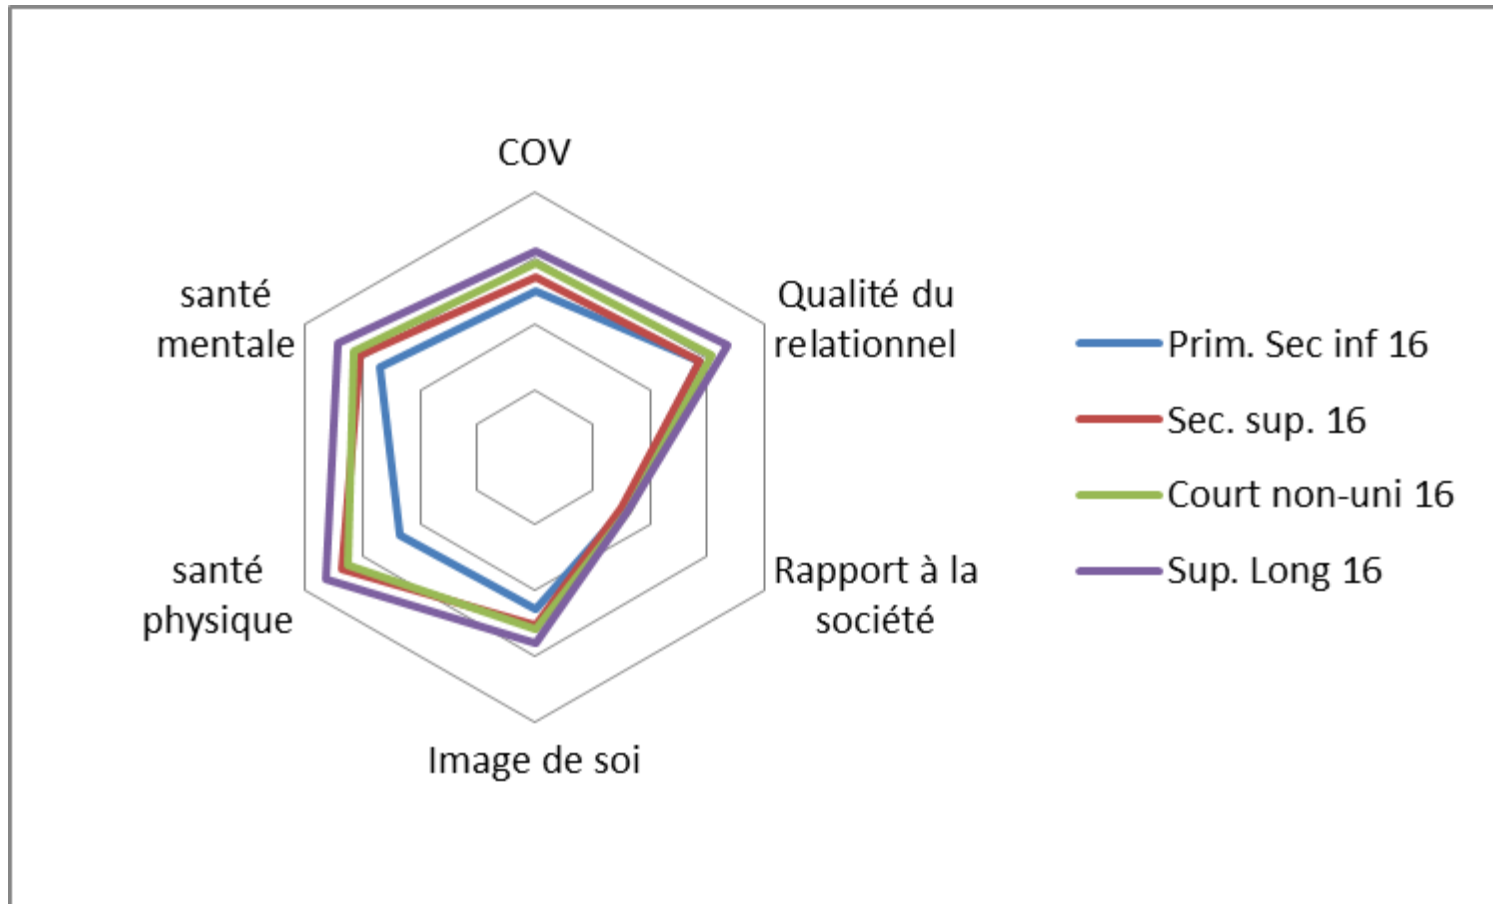 COV
Qualité du
relationnel
Rapport à la
société
Image de soi
santé
physique
santé
mentale
Prim. Sec inf 16
Sec. sup. 16
Court non-uni 16
Sup. Long 16